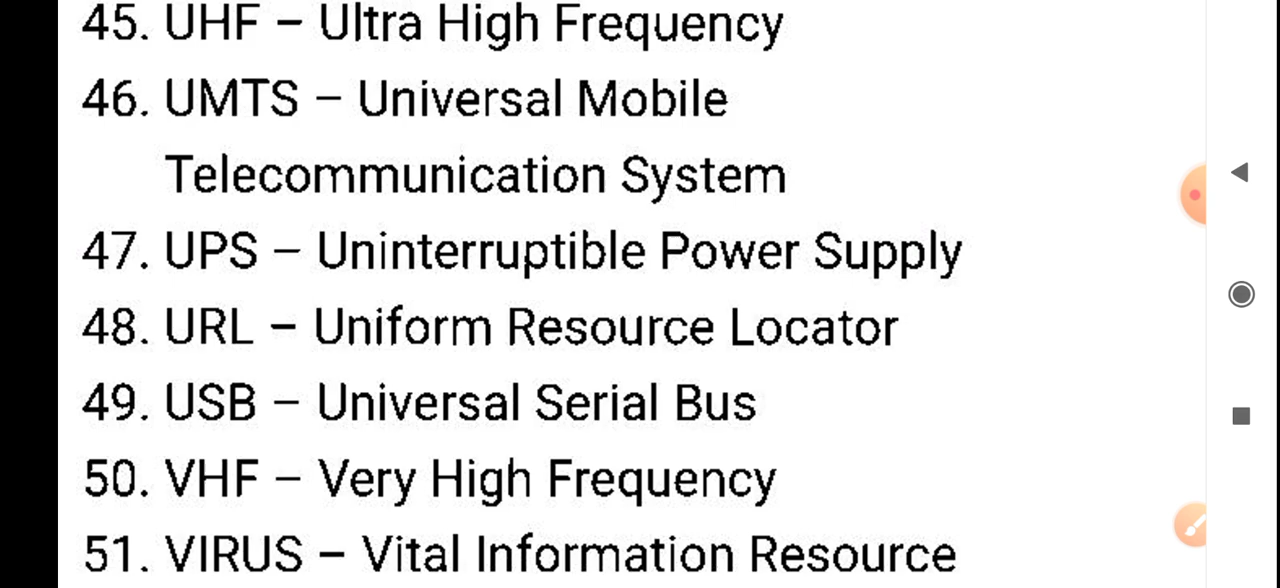 45. UHF – Ultra High Frequency
46. UMTS – Universal Mobile
Telecommunication System
47. UPS – Uninterruptible Power Supply
48. URL – Uniform Resource Locator
49. USB – Universal Serial Bus
50. VHF – Very High Frequency
51. VIRUS – Vital Information Resource